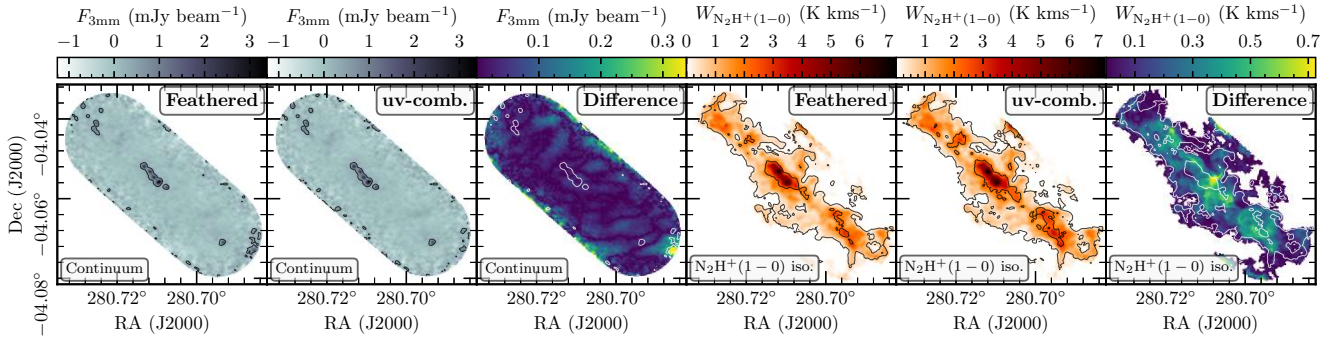 F3mm (mJy beam−1) F3mm (mJy beam−1) F3mm (mJy beam−1) WN2H+(1−0) (K kms−1) WN2H+(1−0) (K kms−1) WN2H+(1−0) (K kms−1)
−1 0 1 2 3 −1 0 1 2 3 0.1 0.2 0.3 0 1 2 3 4 5 6 7 1 2 3 4 5 6 7 0.1 0.3 0.4 0.6 0.7
Feathered uv-comb. Difference Feathered uv-comb. Difference
−04.04°
Dec (J2000)
−04.06°
−04.08°
Continuum Continuum Continuum N2H+(1−0) iso. N2H+(1−0) iso. N2H+(1−0) iso.
280.72° 280.70° 280.72° 280.70° 280.72° 280.70° 280.72° 280.70° 280.72° 280.70° 280.72° 280.70°
RA (J2000) RA (J2000) RA (J2000) RA (J2000) RA (J2000) RA (J2000)